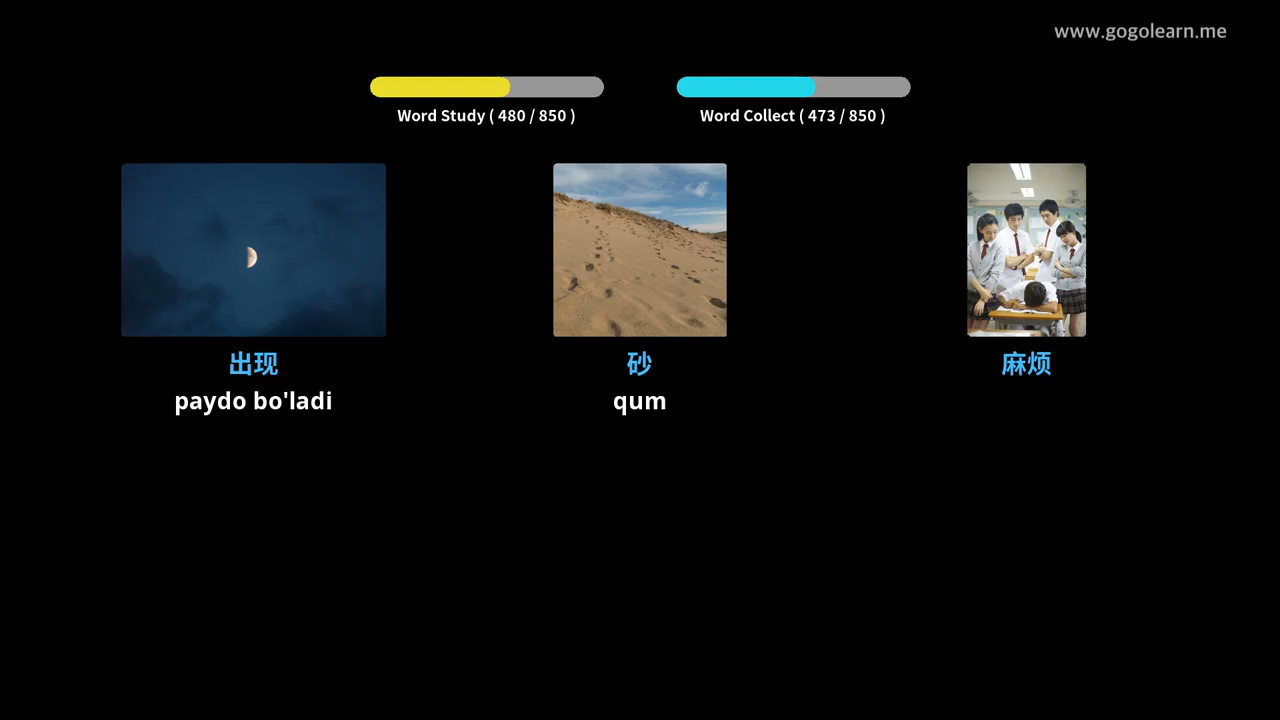 www.gogolearn.me
Word Study ( 480 / 850 )
Word Collect ( 473 / 850 )
出现
砂
麻烦
paydo bo'ladi
qum